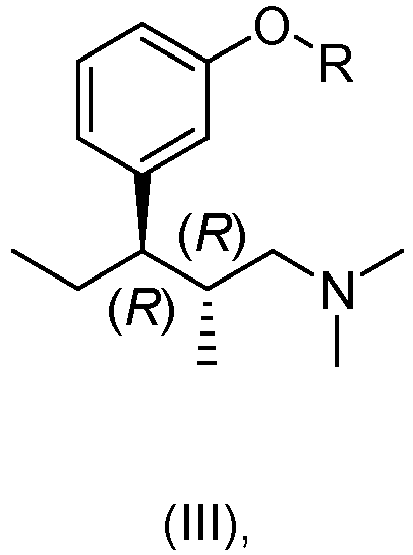 O
R
(R)
(R)
N
(III),